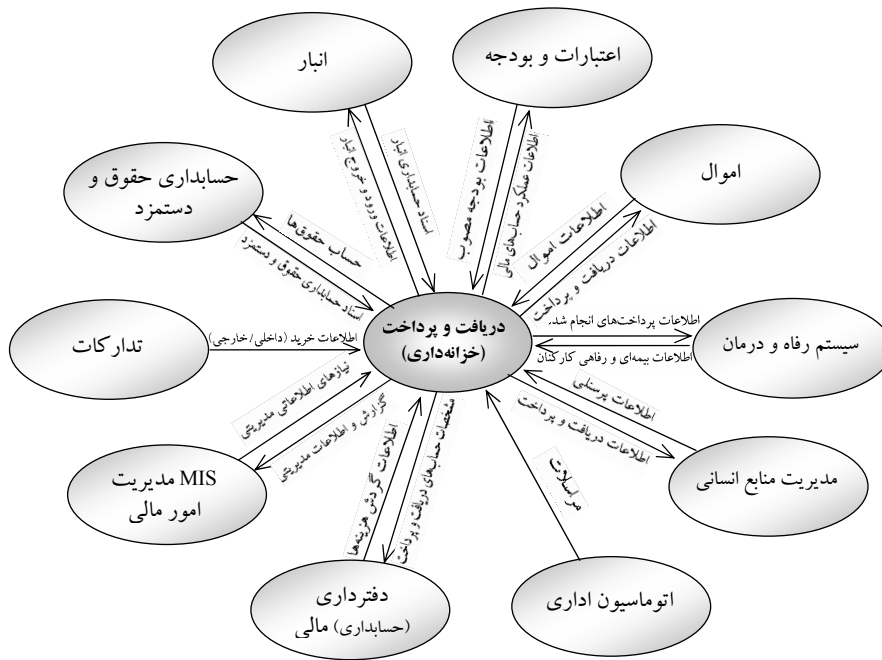 انبار
اعتبارات و بودجه
اموال
حسابداری حقوق و
دستمزد
تدارکات
MIS مدیریت
امور مالی
دفترداری
(حسابداری) مالی
اتوماسیون اداری
مدیریت منابع انسانی
سیستم رفاه و درمان
دریافت و پرداخت
(خزانه‌داری)
اسناد حسابداری انبار
اطلاعات ورود و خروج انبار
اطلاعات بودجه مصوب
اطلاعات عملکرد حساب‌های مالی
اطلاعات اموال
اطلاعات دریافت و پرداخت
حساب حقوق‌ها
اسناد حسابداری حقوق و دستمزد
اطلاعات خرید (داخلی/خارجی)
نیازهای اطلاعاتی مدیریتی
گزارش و اطلاعات مدیریتی
اطلاعات گردش هزینه‌ها
مشخصات حساب‌های دریافت و پرداخت
مراسلات
اطلاعات پرسنلی
اطلاعات دریافت و پرداخت
اطلاعات پرداخت‌های انجام شد.
اطلاعات بیمه‌ای و رفاهی کارکنان